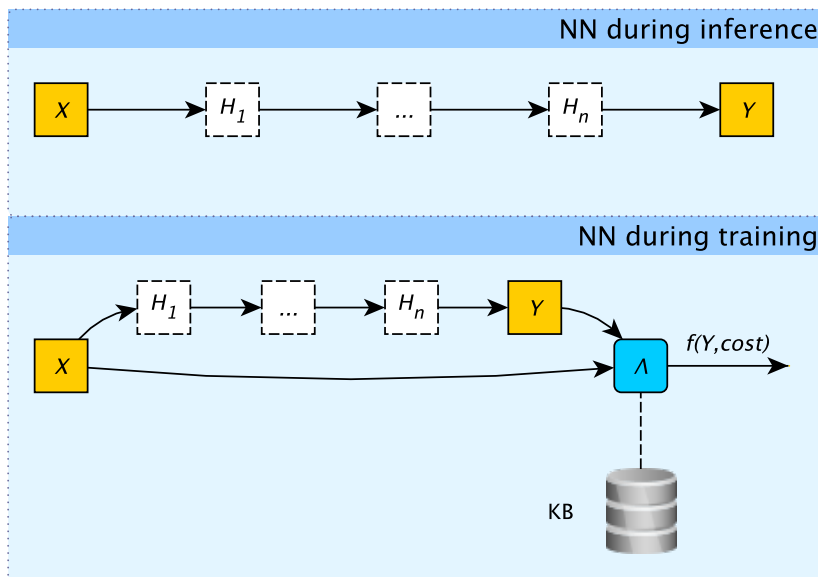 NN during inference
X
H1
...
Hn
Y
NN during training
H1
...
Hn
Y
X
Λ
f(Y,cost)
KB